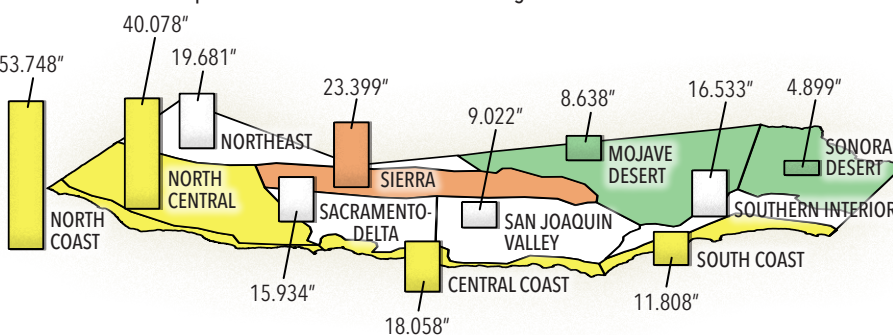 40.078"
53.748"
19.681"
23.399"
9.022"
8.638"
16.533"
4.899"
NORTHEAST
NORTH
CENTRAL
SIERRA
MOJAVE
DESERT
SONORA
DESERT
NORTH
COAST
SACRAMENTO-
DELTA
SAN JOAQUIN
VALLEY
SOUTHERN INTERIOR
SOUTH COAST
CENTRAL COAST
15.934"
11.808"
18.058"